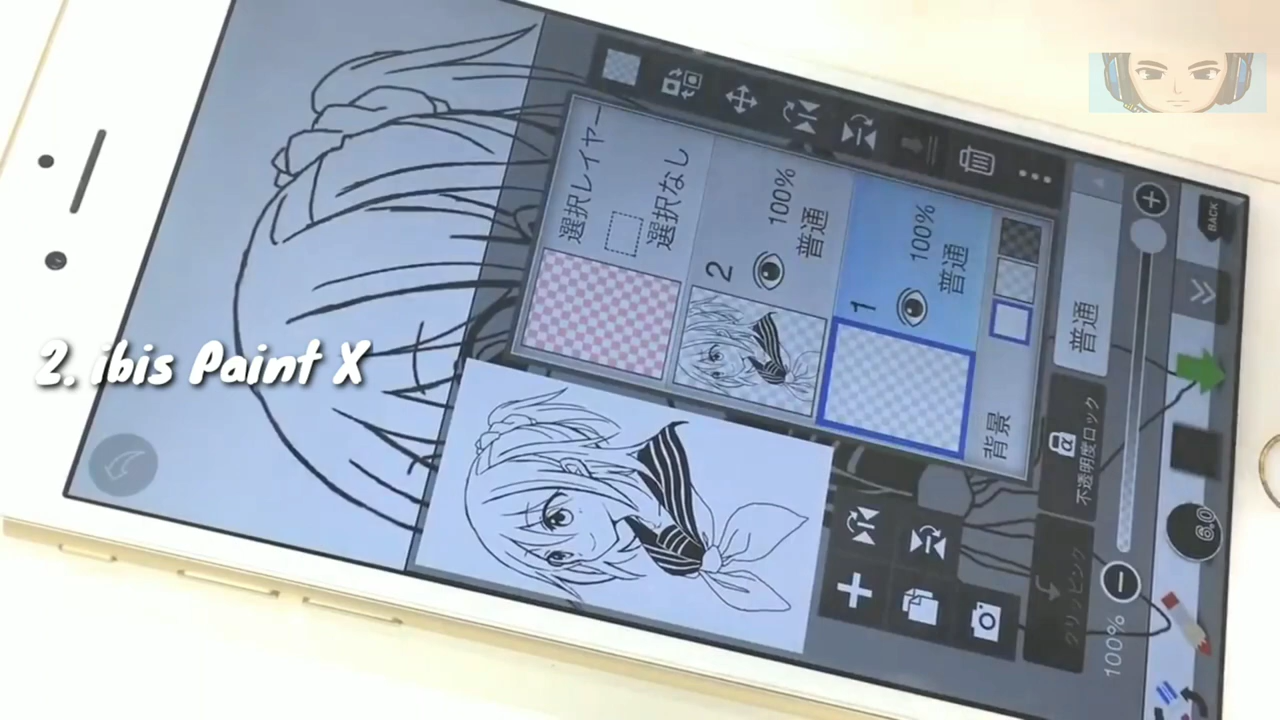 2. ibis Paint X
選択レイヤー
選択なし
2
100%
普通
1
100%
普通
背景
普通
α
不透明度ロック
クリッピング
100%
BACK
6.0